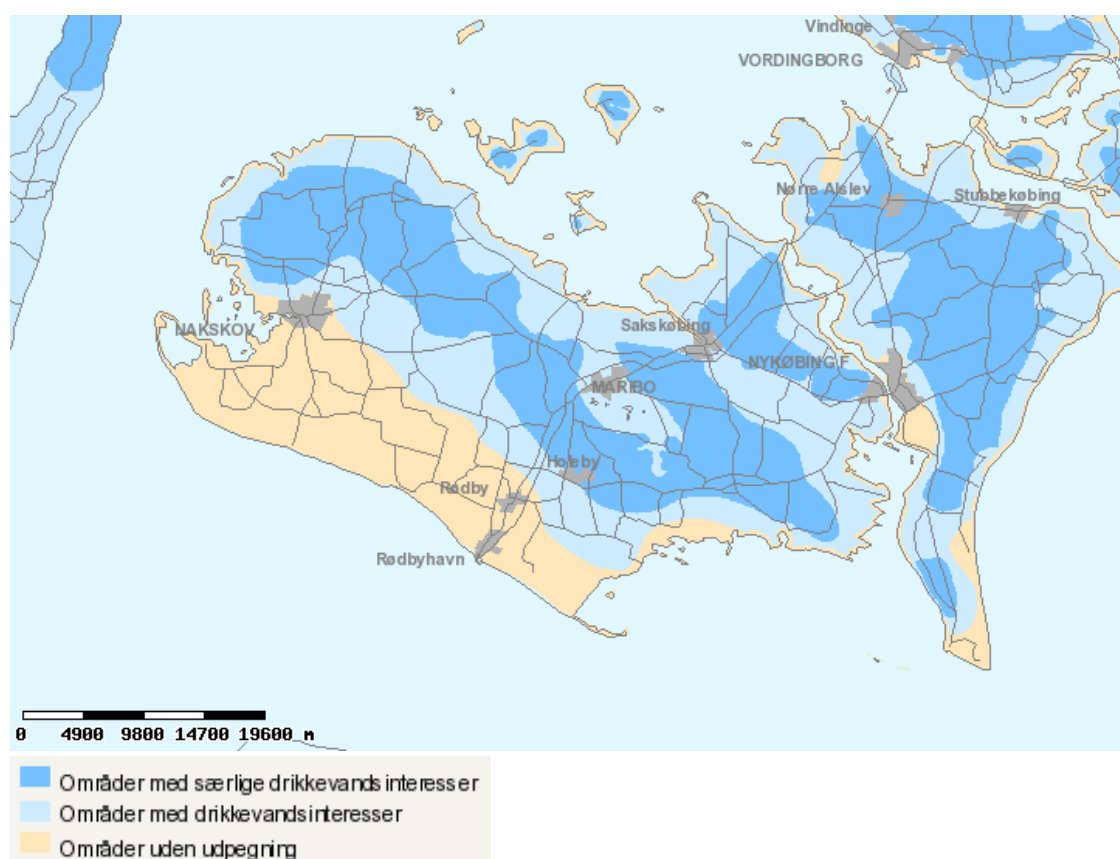 Vindinge
VORDINGBORG
Nørre Alslev
Stubbekøbing
NAKSKOV
Sakskøbing
NYKØBING F
MARIBO
Holeby
Rødby
Rødbyhavn
0 4900 9800 14700 19600 m
Områder med særlige drikkevandsinteresser
Områder med drikkevandsinteresser
Områder uden udpegning